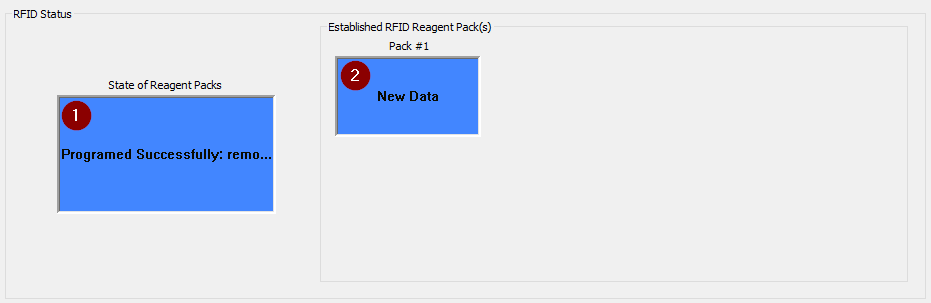 RFID Status
Established RFID Reagent Pack(s)
Pack #1
2
New Data
State of Reagent Packs
1
Programed Successfully: remo...